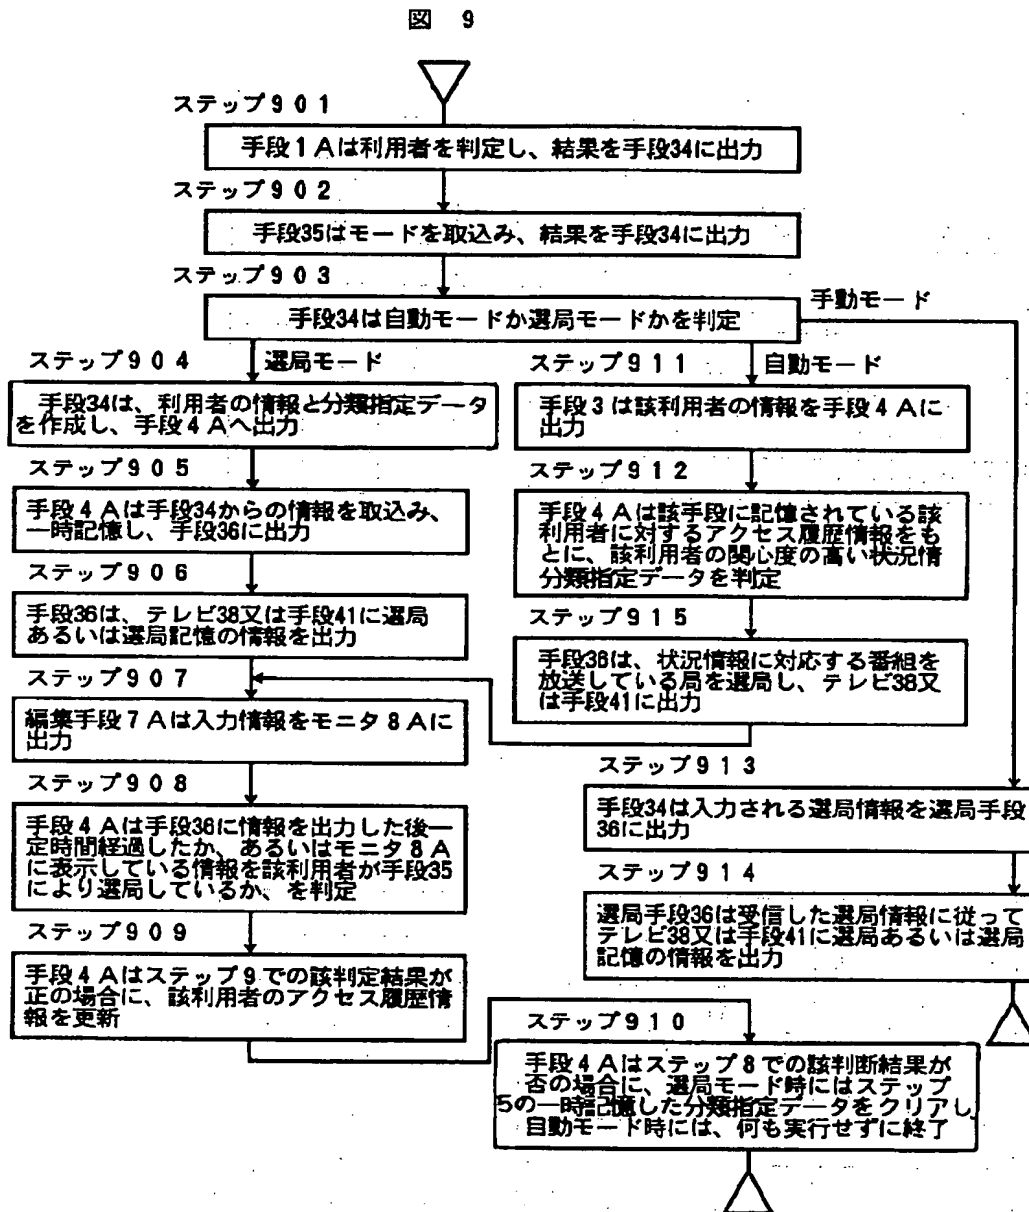 図 9
ステップ901
手段1Aは利用者を判定し、結果を手段34に出力
ステップ902
手段35はモードを取込み、結果を手段34に出力
ステップ903
手段34は自動モードか選局モードかを判定
手動モード
ステップ904
選局モード
手段34は、利用者の情報と分類指定データ
を作成し、手段4Aへ出力
ステップ905
手段4Aは手段34からの情報を取込み、
一時記憶し、手段36に出力
ステップ906
手段36は、テレビ38又は手段41に選局
あるいは選局記憶の情報を出力
ステップ907
編集手段7Aは入力情報をモニタ8Aに
出力
ステップ908
手段4Aは手段36に情報を出力した後一
定時間経過したか、あるいはモニタ8A
に表示している情報を該利用者が手段35
により選局しているか、を判定
ステップ909
手段4Aはステップ9での該判定結果が
正の場合に、該利用者のアクセス履歴情
報を更新
ステップ911
自動モード
手段3は該利用者の情報を手段4Aに
出力
ステップ912
手段4Aは該手段に記憶されている該
利用者に対するアクセス履歴情報をも
とに、該利用者の関心度の高い状況情
分類指定データを判定
ステップ915
手段36は、状況情報に対応する番組を
放送している局を選局し、テレビ38又
は手段41に出力
ステップ913
手段34は入力される選局情報を選局手段
36に出力
ステップ914
選局手段36は受信した選局情報に従って
テレビ38又は手段41に選局あるいは選局
記憶の情報を出力
ステップ910
手段4Aはステップ8での該判断結果が
否の場合に、選局モード時にはステップ
5の一時記憶した分類指定データをクリアし
自動モード時には、何も実行せずに終了